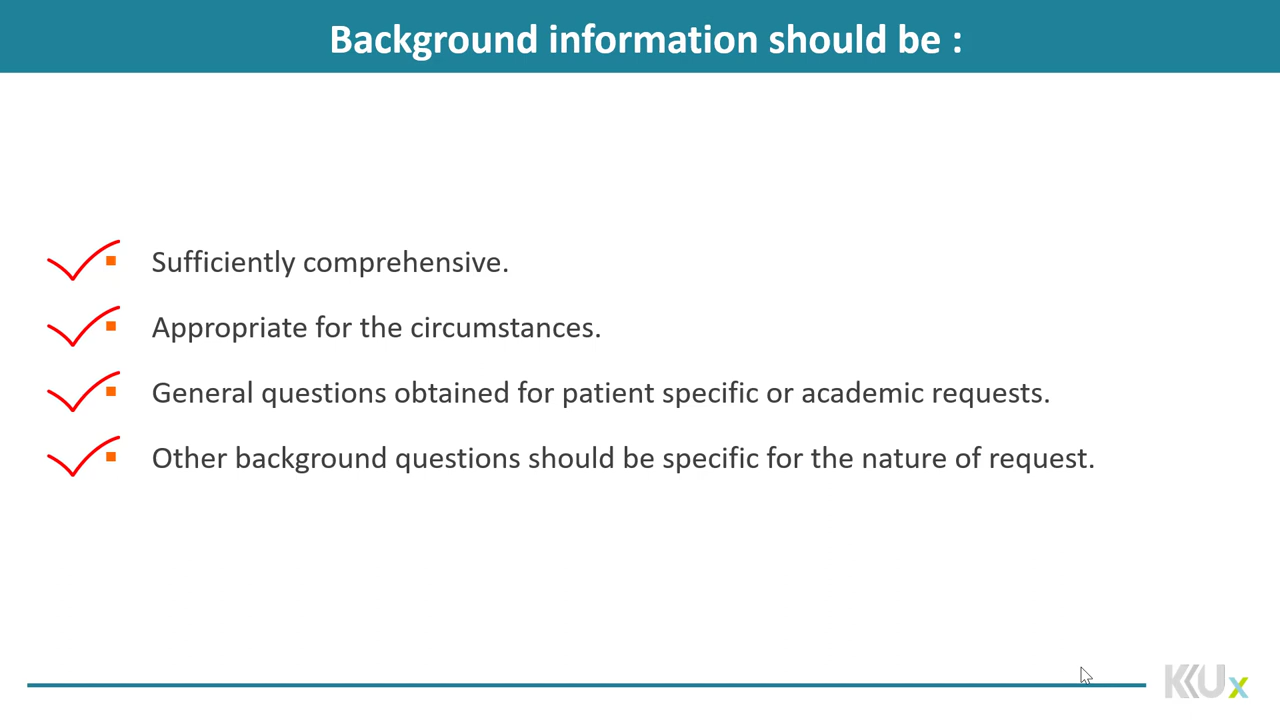 Background information should be :
Sufficiently comprehensive.
Appropriate for the circumstances.
General questions obtained for patient specific or academic requests.
Other background questions should be specific for the nature of request.
KKUx